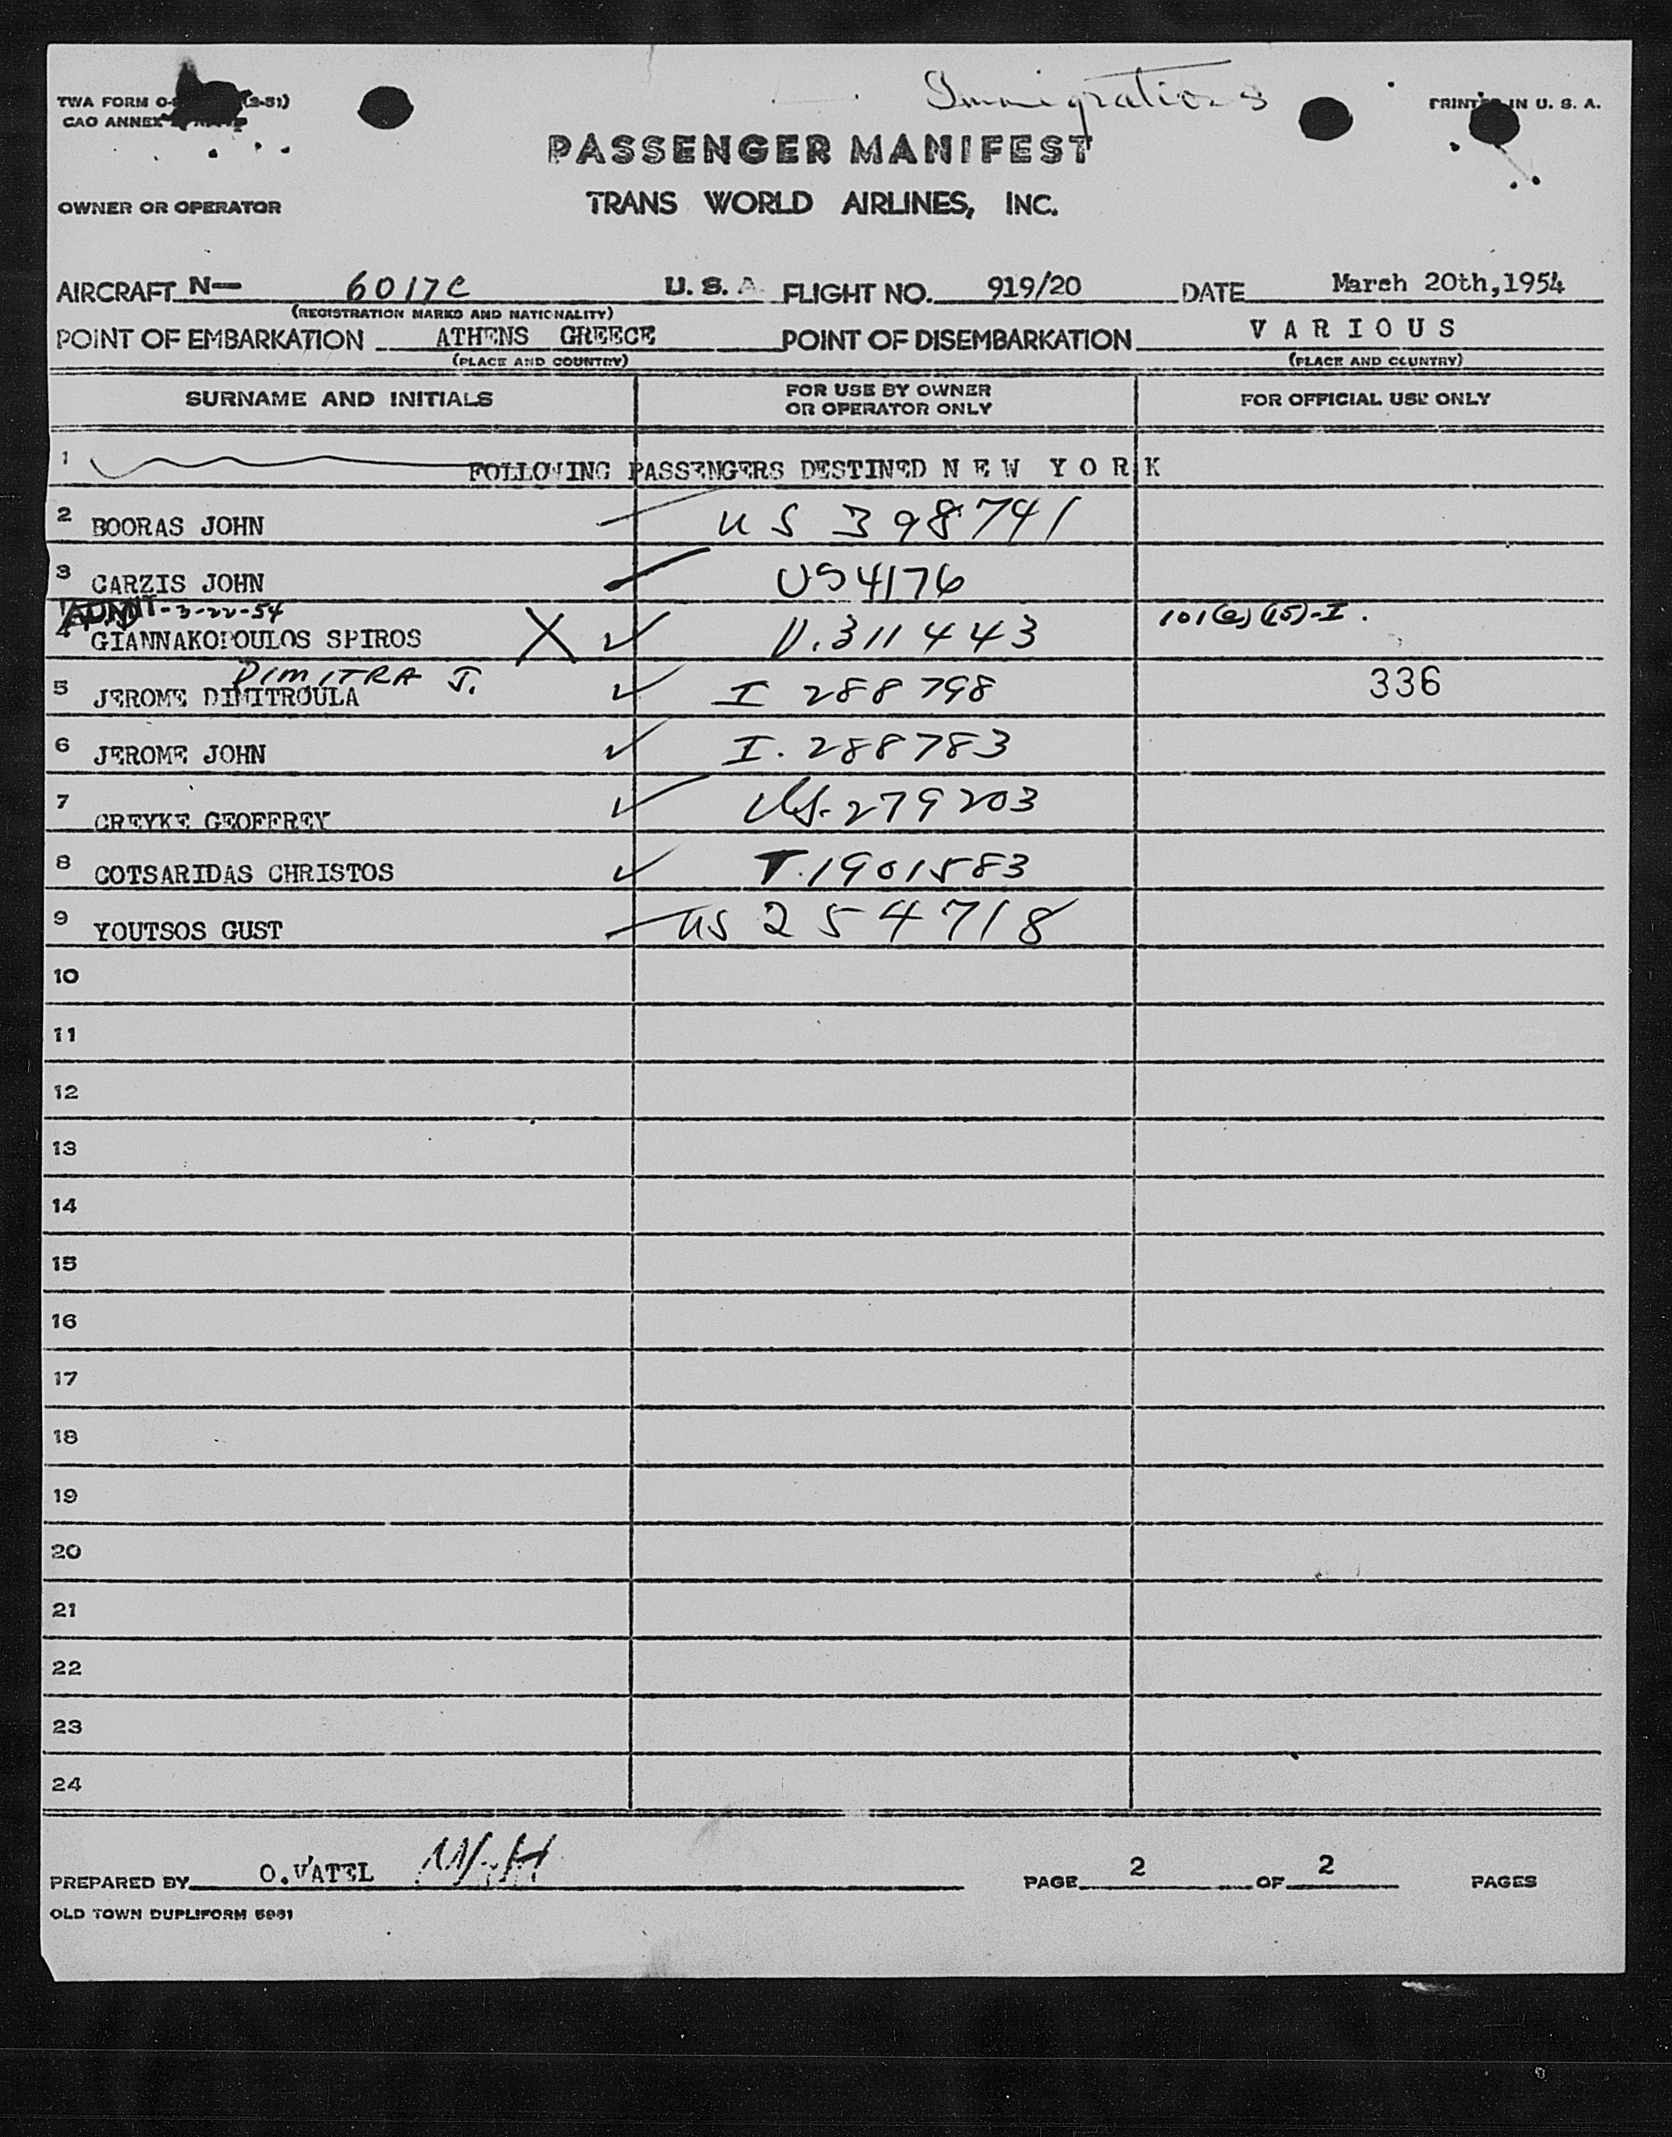 Immigration
TWA FORM O- (2-51)
PRINTED IN U. S. A.
CAO ANNEX
PASSENGER MANIFEST
OWNER OR OPERATOR TRANS WORLD AIRLINES, INC.
AIRCRAFT N— 6017C U. S. A. FLIGHT NO. 919/20 DATE March 20th,1954
(REGISTRATION MARKS AND NATIONALITY)
POINT OF EMBARKATION ATHENS GREECE POINT OF DISEMBARKATION V A R I O U S
(PLACE AND COUNTRY) (PLACE AND COUNTRY)
SURNAME AND INITIALS FOR USE BY OWNER OR OPERATOR ONLY FOR OFFICIAL USE ONLY
1 FOLLOWING PASSENGERS DESTINED N E W Y O R K
2 BOORAS JOHN US 398741
3 CARZIS JOHN US4176
ADMIT-3-22-54 101(a)(15)-I.
4 GIANNAKOPOULOS SPIROS X V.311443
DIMITRA J.
5 JEROME DIMITROULA I 288798 336
6 JEROME JOHN I. 288783
7 CREYKE GEOFFREY US. 279203
8 COTSARIDAS CHRISTOS T.1901583
9 YOUTSOS GUST US 254718
10
11
12
13
14
15
16
17
18
19
20
21
22
23
24
PREPARED BY O.VATEL PAGE 2 OF 2 PAGES
OLD TOWN DUPLIFORM